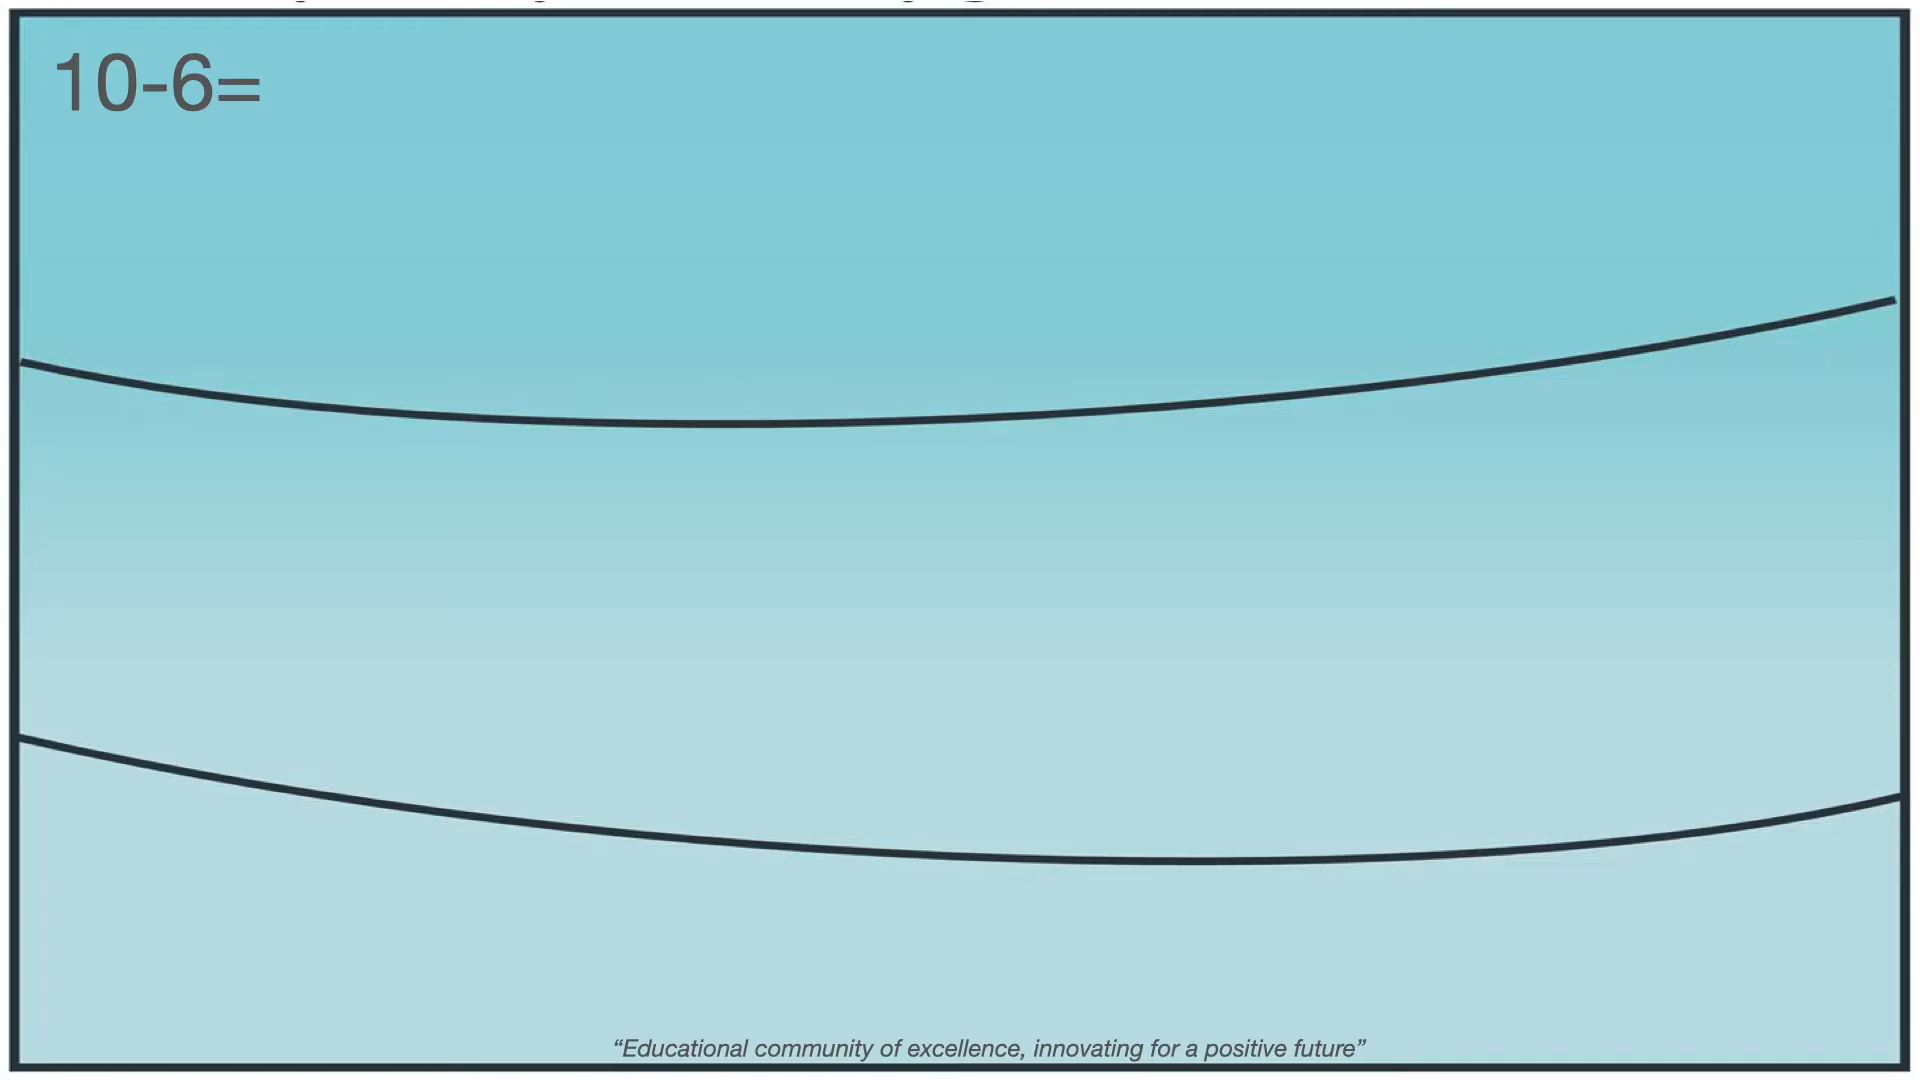 10-6=
“Educational community of excellence, innovating for a positive future”